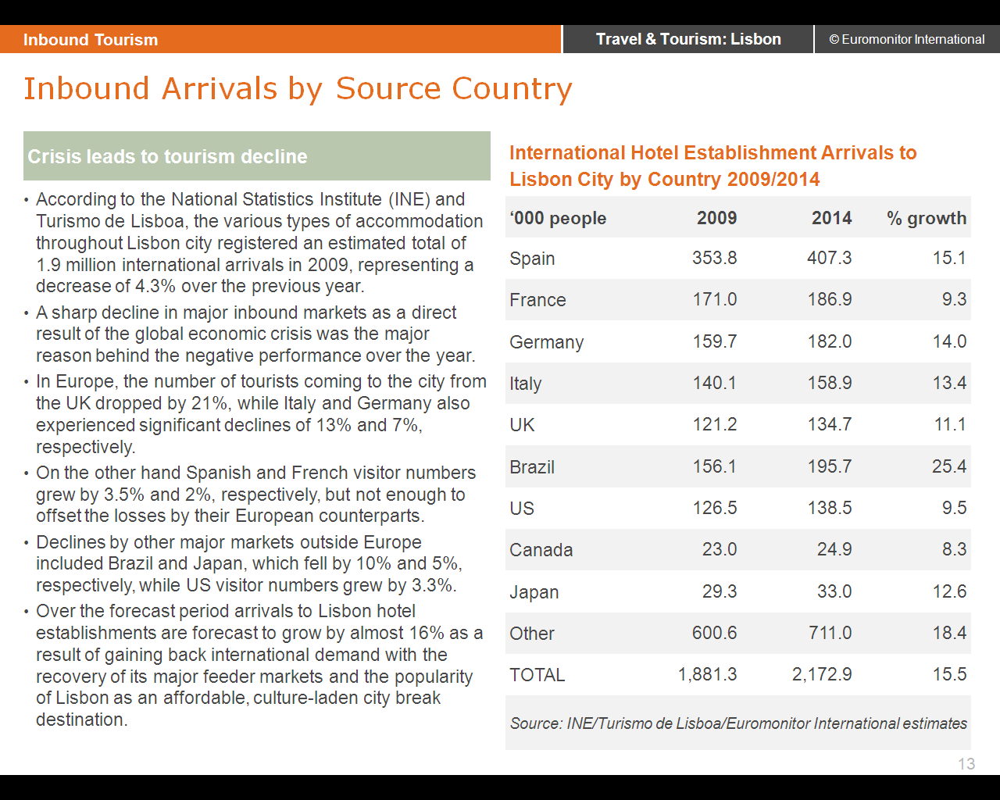 Inbound Tourism
Travel & Tourism: Lisbon
© Euromonitor International
Inbound Arrivals by Source Country
Crisis leads to tourism decline
• According to the National Statistics Institute (INE) and
Turismo de Lisboa, the various types of accommodation
throughout Lisbon city registered an estimated total of
1.9 million international arrivals in 2009, representing a
decrease of 4.3% over the previous year.
• A sharp decline in major inbound markets as a direct
result of the global economic crisis was the major
reason behind the negative performance over the year.
• In Europe, the number of tourists coming to the city from
the UK dropped by 21%, while Italy and Germany also
experienced significant declines of 13% and 7%,
respectively.
• On the other hand Spanish and French visitor numbers
grew by 3.5% and 2%, respectively, but not enough to
offset the losses by their European counterparts.
• Declines by other major markets outside Europe
included Brazil and Japan, which fell by 10% and 5%,
respectively, while US visitor numbers grew by 3.3%.
• Over the forecast period arrivals to Lisbon hotel
establishments are forecast to grow by almost 16% as a
result of gaining back international demand with the
recovery of its major feeder markets and the popularity
of Lisbon as an affordable, culture-laden city break
destination.
International Hotel Establishment Arrivals to
Lisbon City by Country 2009/2014
‘000 people 2009 2014 % growth
Spain 353.8 407.3 15.1
France 171.0 186.9 9.3
Germany 159.7 182.0 14.0
Italy 140.1 158.9 13.4
UK 121.2 134.7 11.1
Brazil 156.1 195.7 25.4
US 126.5 138.5 9.5
Canada 23.0 24.9 8.3
Japan 29.3 33.0 12.6
Other 600.6 711.0 18.4
TOTAL 1,881.3 2,172.9 15.5
Source: INE/Turismo de Lisboa/Euromonitor International estimates
13